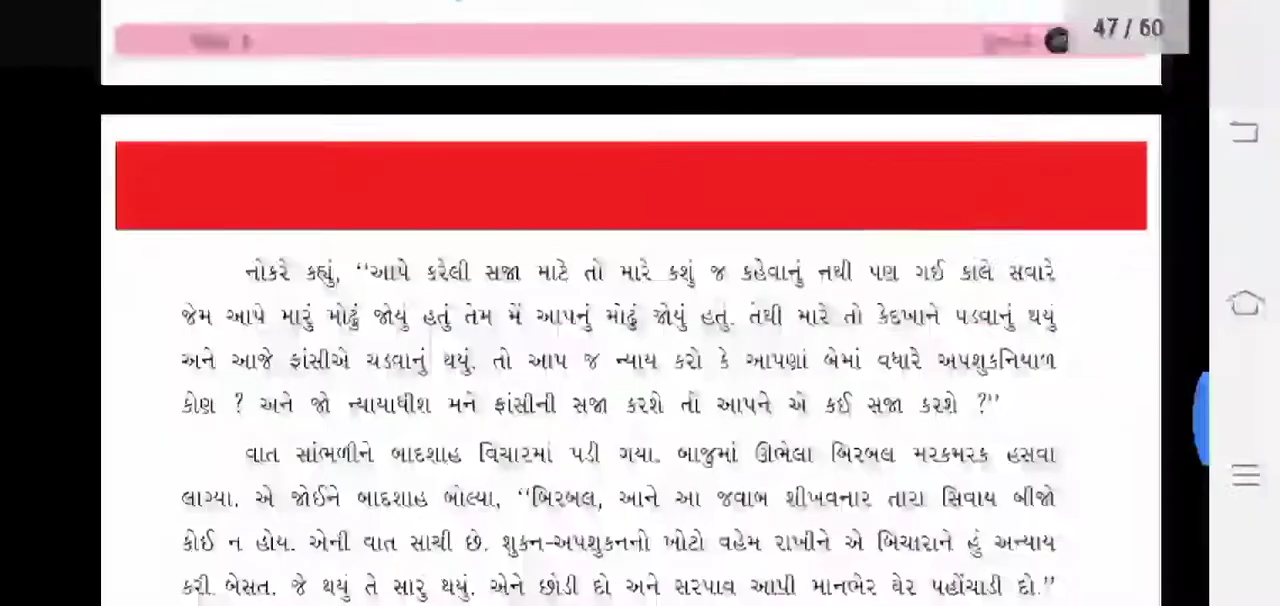 47 / 60
નોકરે કહ્યું, “આપે કરેલી સજા માટે તો મારે કશું જ કહેવાનું નથી પણ ગઈ કાલે સવારે
જેમ આપે મારું મોઢું જોયું હતું તેમ મેં આપનું મોઢું જોયું હતું. તેથી મારે તો કેદખાને પડવાનું થયું
અને આજે ફાંસીએ ચડવાનું થયું. તો આપ જ ન્યાય કરો કે આપણાં બેમાં વધારે અપશુકનિયાળ
કોણ ? અને જો ન્યાયાધીશ મને ફાંસીની સજા કરશે તો આપને એ કઈ સજા કરશે ?”
વાત સાંભળીને બાદશાહ વિચારમાં પડી ગયા. બાજુમાં ઊભેલા બિરબલ મરકમરક હસવા
લાગ્યા. એ જોઈને બાદશાહ બોલ્યા, “બિરબલ, આને આ જવાબ શીખવનાર તારા સિવાય બીજો
કોઈ ન હોય. એની વાત સાચી છે. શુકન-અપશુકનનો ખોટો વહેમ રાખીને એ બિચારાને હું અન્યાય
કરી બેસત. જે થયું તે સારું થયું. એને છોડી દો અને સરપાવ આપી માનભેર ઘેર પહોંચાડી દો.”